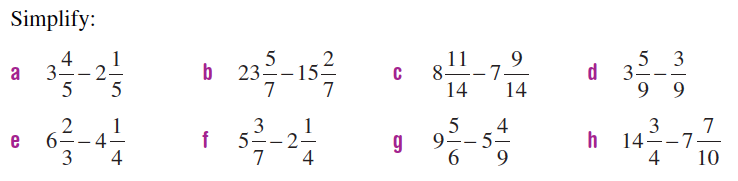 Simplify:
a 3 4/5 − 2 1/5 b 23 5/7 − 15 2/7 c 8 11/14 − 7 9/14 d 3 5/9 − 3/9
e 6 2/3 − 4 1/4 f 5 3/7 − 2 1/4 g 9 5/6 − 5 4/9 h 14 3/4 − 7 7/10